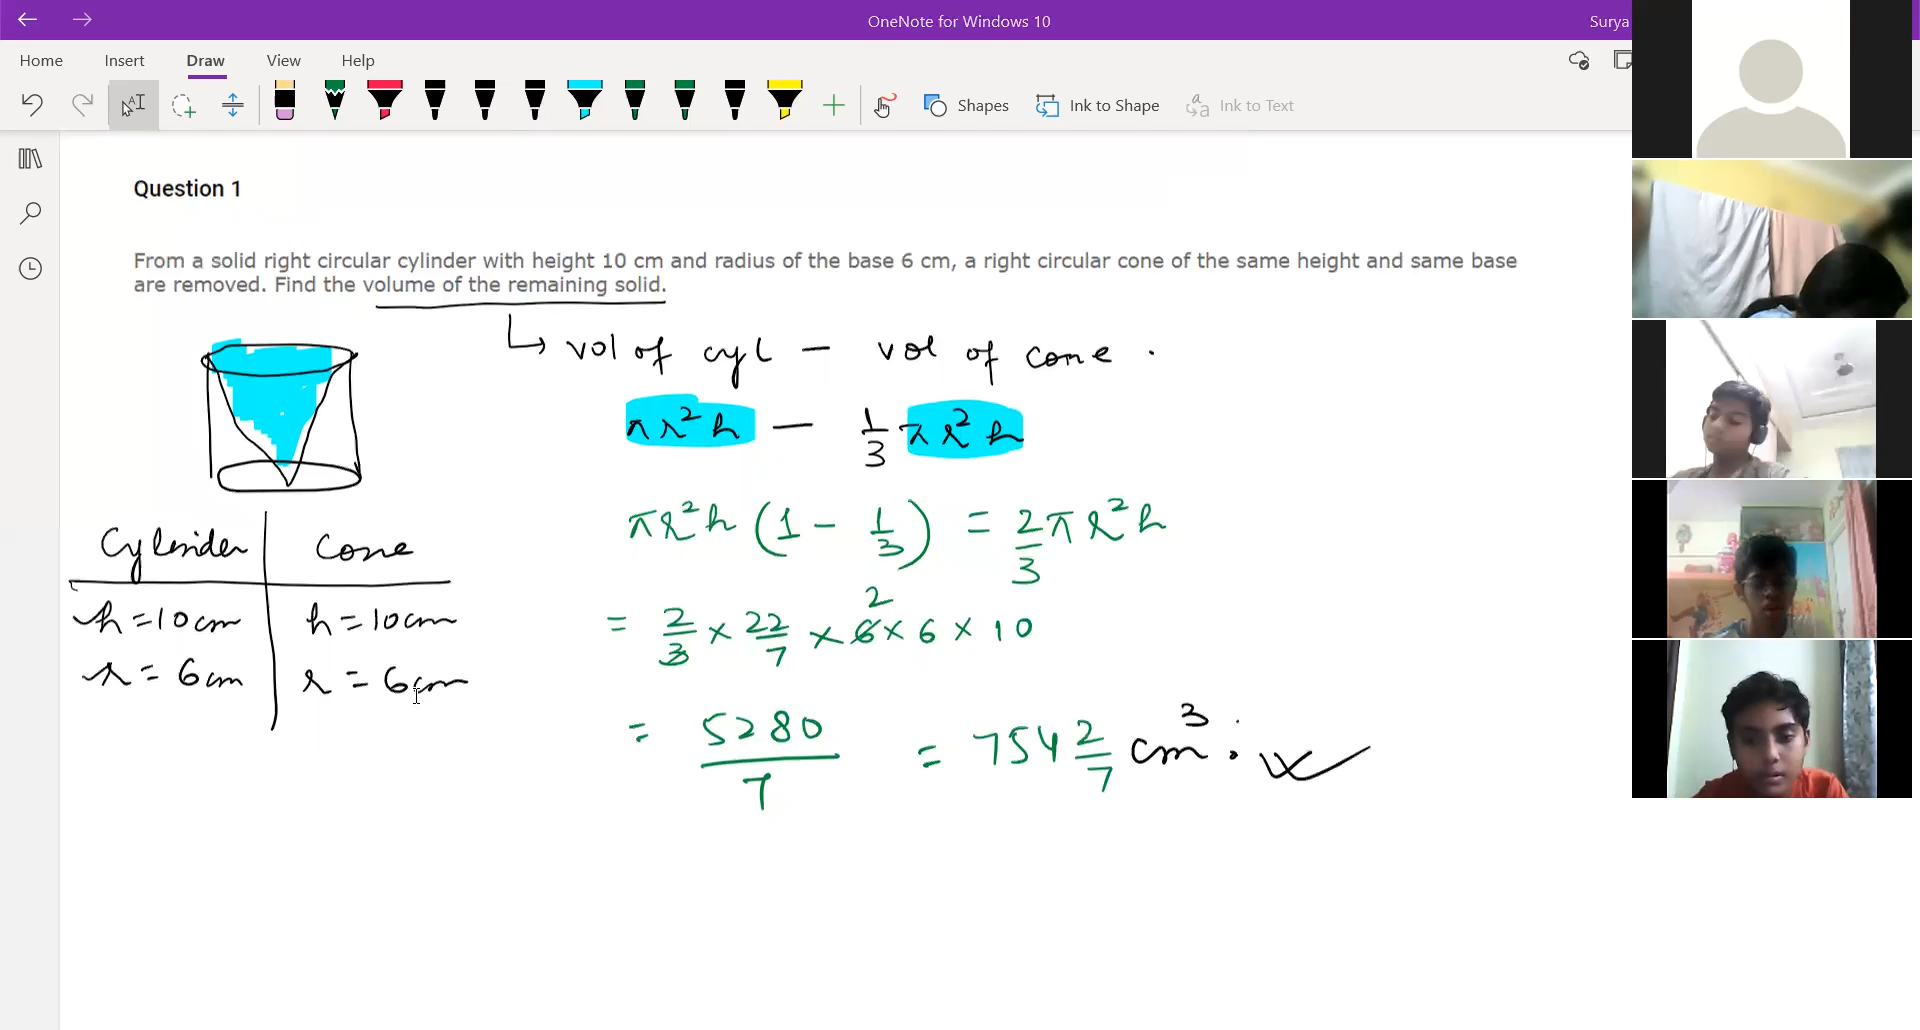 OneNote for Windows 10
Surya
Home Insert Draw View Help
Shapes Ink to Shape Ink to Text
Question 1
From a solid right circular cylinder with height 10 cm and radius of the base 6 cm, a right circular cone of the same height and same base
are removed. Find the volume of the remaining solid.
↳ vol of cyl – vol of cone .
πr²h – 1/3 πr²h
πr²h (1 – 1/3) = 2/3 πr²h
= 2/3 × 22/7 × 6 2 × 6 × 10
= 5280/7 = 754 2/7 cm³ .
Cylinder | Cone
h = 10cm | h = 10cm
r = 6cm | r = 6cm